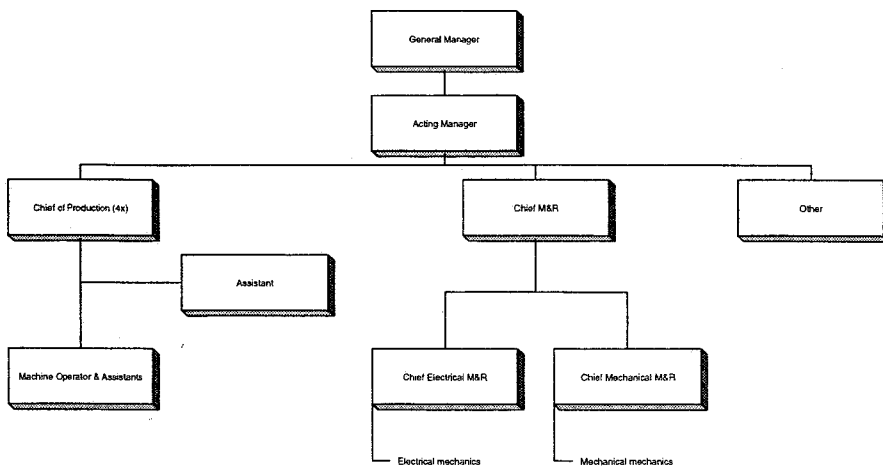 General Manager
Acting Manager
Chief of Production (4x)
Chief M&R
Other
Assistant
Machine Operator & Assistants
Chief Electrical M&R
Chief Mechanical M&R
Electrical mechanics
Mechanical mechanics